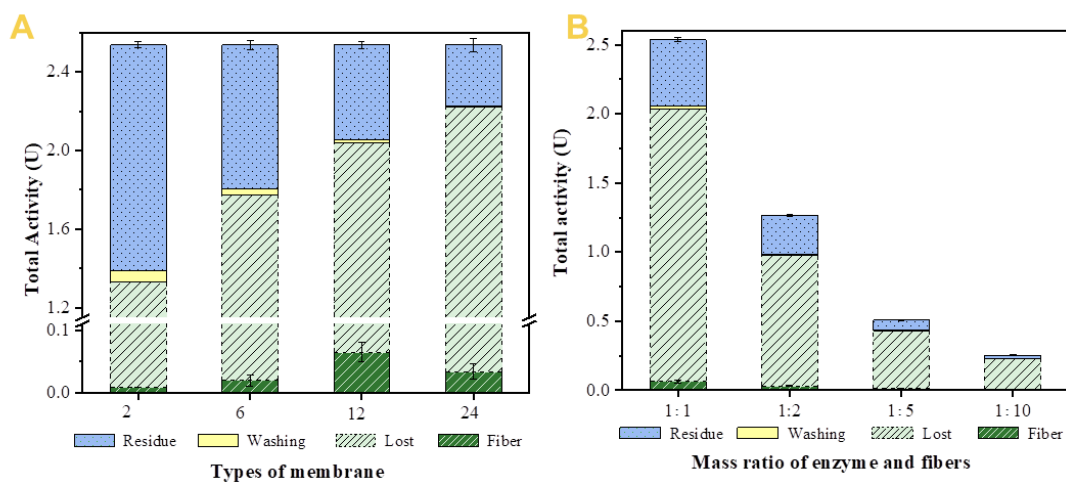 A
Total Activity (U)
2.4
2.0
1.6
1.2
0.1
0.0
2 6 12 24
Residue Washing Lost Fiber
Types of membrane
B
Total activity (U)
2.5
2.0
1.5
1.0
0.5
0.0
1:1 1:2 1:5 1:10
Residue Washing Lost Fiber
Mass ratio of enzyme and fibers